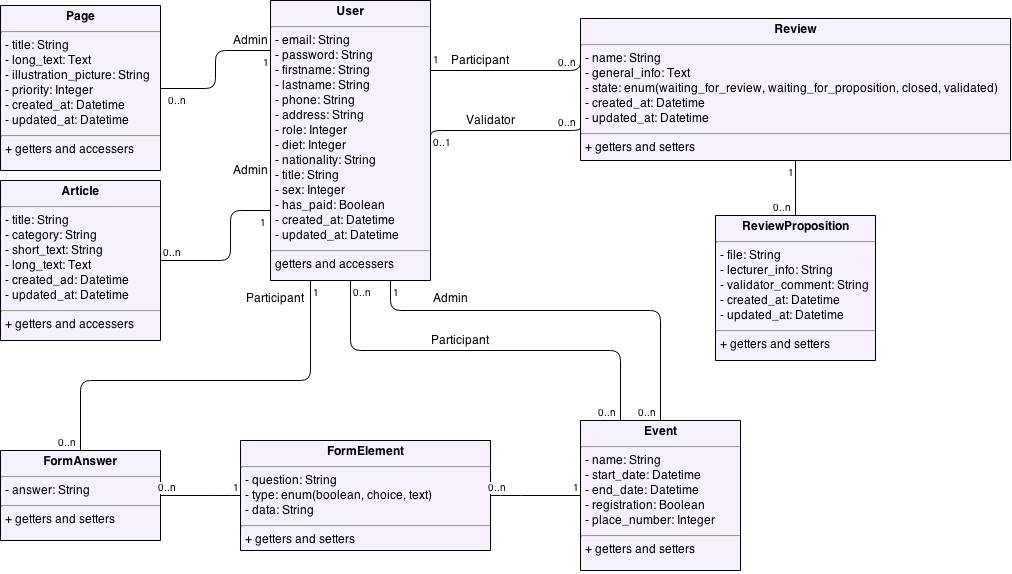 Page
- title: String
- long_text: Text
- illustration_picture: String
- priority: Integer
- created_at: Datetime
- updated_at: Datetime
+ getters and accessers
Admin
1
0..n
User
- email: String
- password: String
- firstname: String
- lastname: String
- phone: String
- address: String
- role: Integer
- diet: Integer
- nationality: String
- title: String
- sex: Integer
- has_paid: Boolean
- created_at: Datetime
- updated_at: Datetime
getters and accessers
1
Participant
0..n
Validator
0..n
0..1
Review
- name: String
- general_info: Text
- state: enum(waiting_for_review, waiting_for_proposition, closed, validated)
- created_at: Datetime
- updated_at: Datetime
+ getters and setters
Admin
1
0..n
Article
- title: String
- category: String
- short_text: String
- long_text: Text
- created_ad: Datetime
- updated_at: Datetime
+ getters and accessers
1
0..n
ReviewProposition
- file: String
- lecturer_info: String
- validator_comment: String
- created_at: Datetime
- updated_at: Datetime
+ getters and setters
Participant
1
0..n
1
Admin
Participant
0..n
0..n
0..n
FormAnswer
- answer: String
+ getters and setters
0..n
1
FormElement
- question: String
- type: enum(boolean, choice, text)
- data: String
+ getters and setters
0..n
1
Event
- name: String
- start_date: Datetime
- end_date: Datetime
- registration: Boolean
- place_number: Integer
+ getters and setters